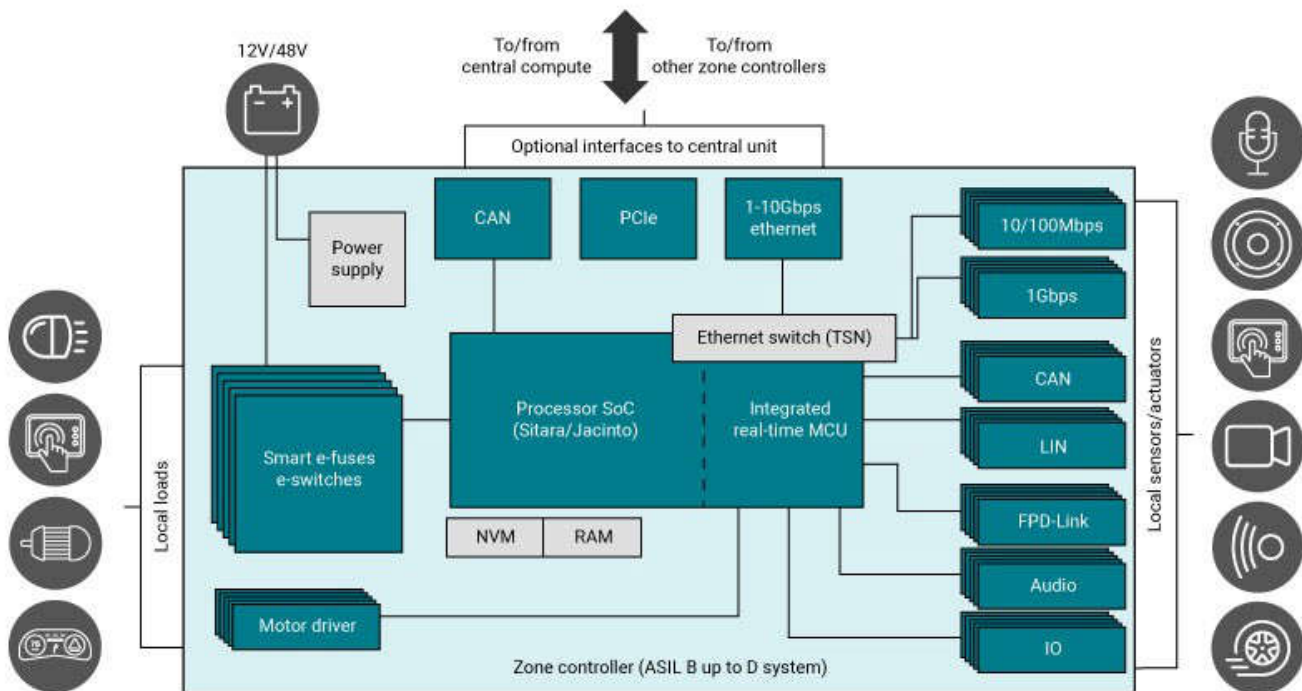 12V/48V
To/from
central compute
To/from
other zone controllers
Optional interfaces to central unit
CAN
PCIe
1-10Gbps
ethernet
10/100Mbps
1Gbps
Power
supply
Ethernet switch (TSN)
Processor SoC
(Sitara/Jacinto)
Integrated
real-time MCU
CAN
LIN
FPD-Link
Audio
IO
Smart e-fuses
e-switches
NVM
RAM
Motor driver
Local loads
Local sensors/actuators
Zone controller (ASIL B up to D system)